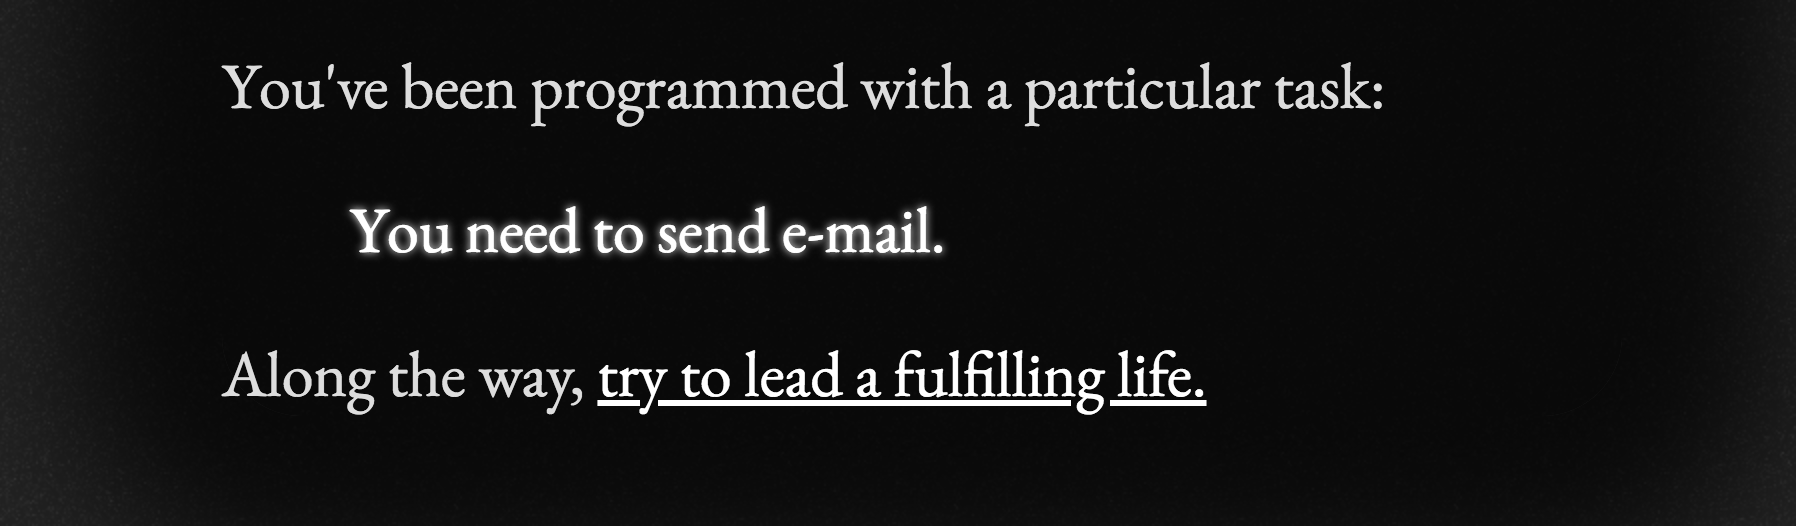 You've been programmed with a particular task:
You need to send e-mail.
Along the way, try to lead a fulfilling life.